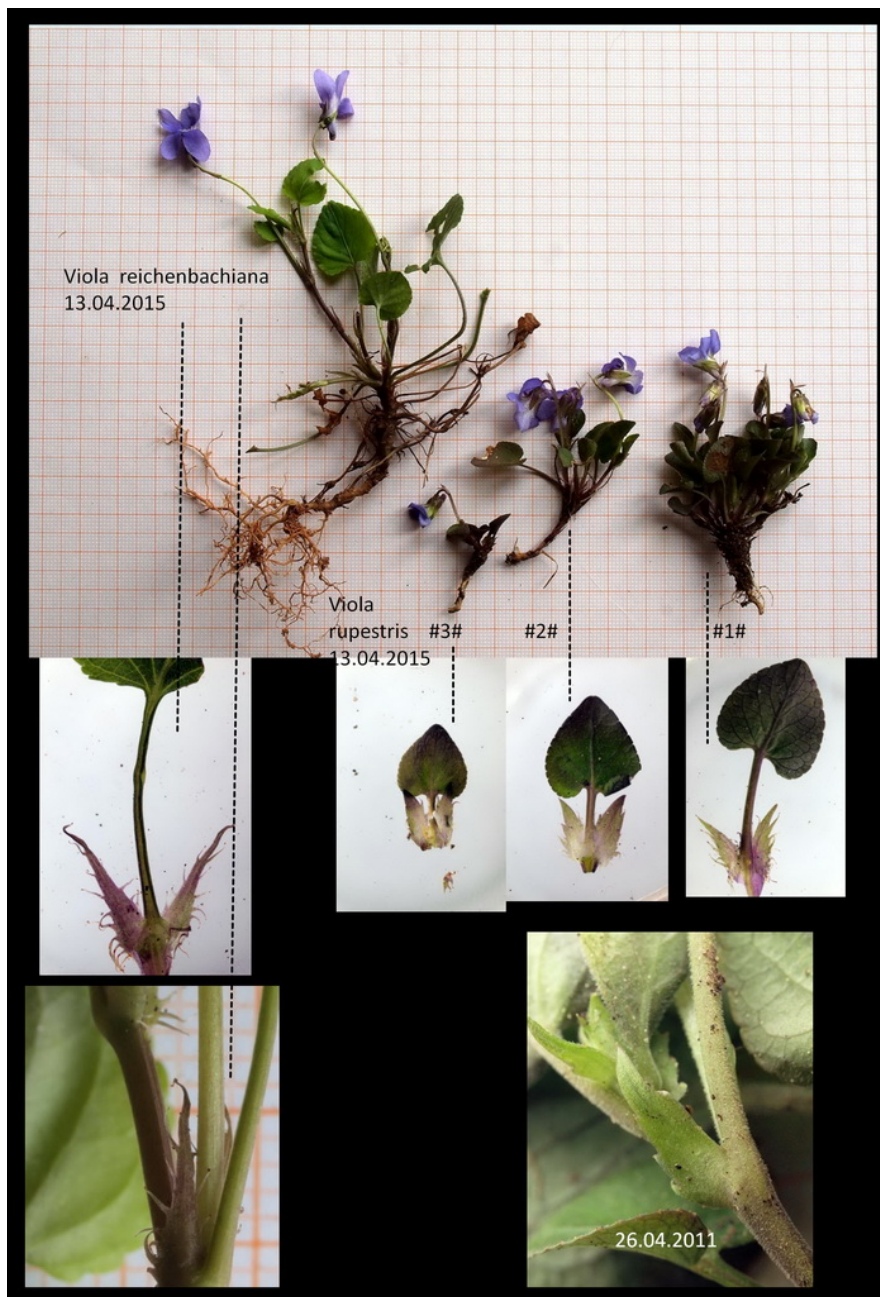 Viola reichenbachiana
13.04.2015
Viola
rupestris #3# #2# #1#
13.04.2015
26.04.2011